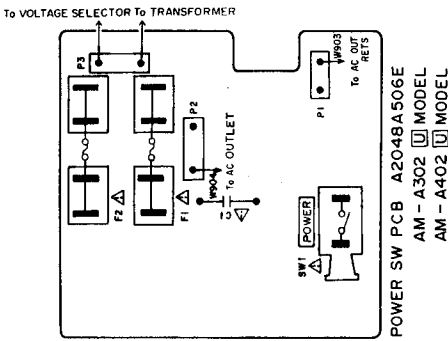 To VOLTAGE SELECTOR To TRANSFORMER
P3
W903
To AC OUT
RETS
P1
P2
W904
To AC OUTLET
F2
F1
C1
POWER
SW1
POWER SW PCB A2048A506E
AM-A302 U MODEL
AM-A402 U MODEL